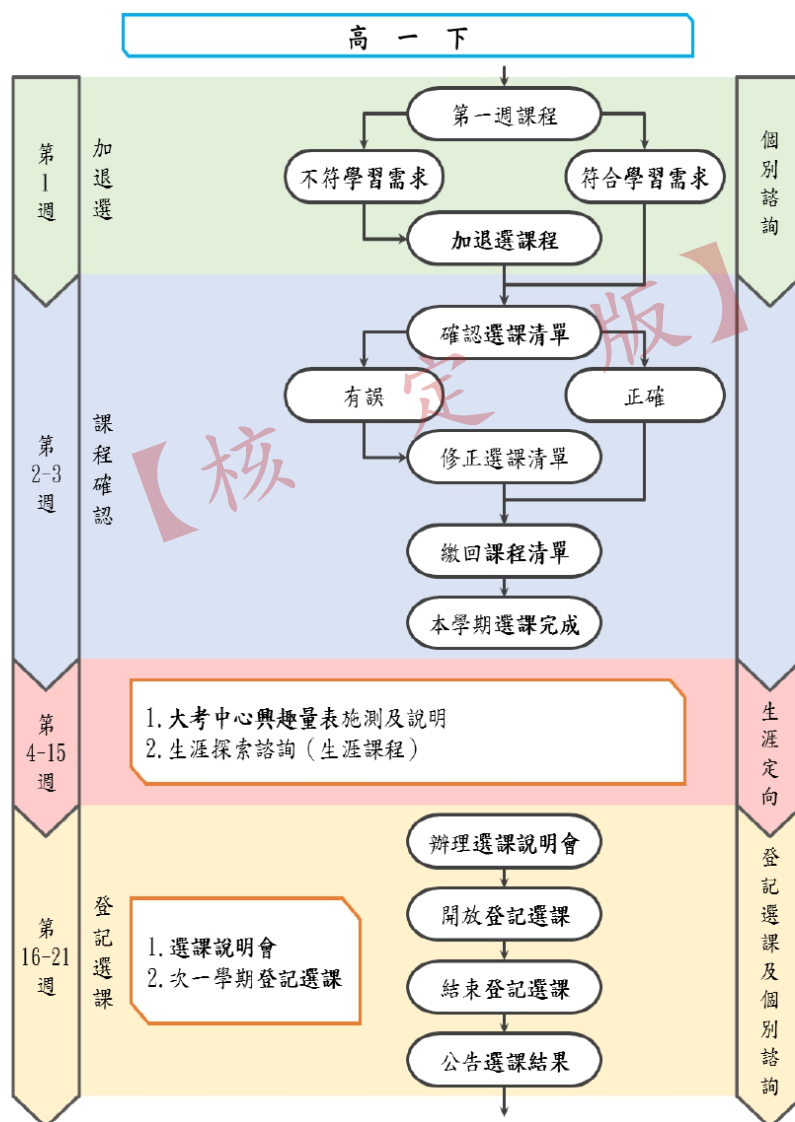 高一下
第1週
加退選
個別諮詢
第一週課程
不符學習需求
符合學習需求
加退選課程
第2-3週
課程確認
確認選課清單
有誤
正確
修正選課清單
繳回課程清單
本學期選課完成
【核定版】
第4-15週
1.大考中心興趣量表施測及說明
2.生涯探索諮詢（生涯課程）
生涯定向
第16-21週
登記選課
1.選課說明會
2.次一學期登記選課
辦理選課說明會
開放登記選課
結束登記選課
公告選課結果
登記選課及個別諮詢